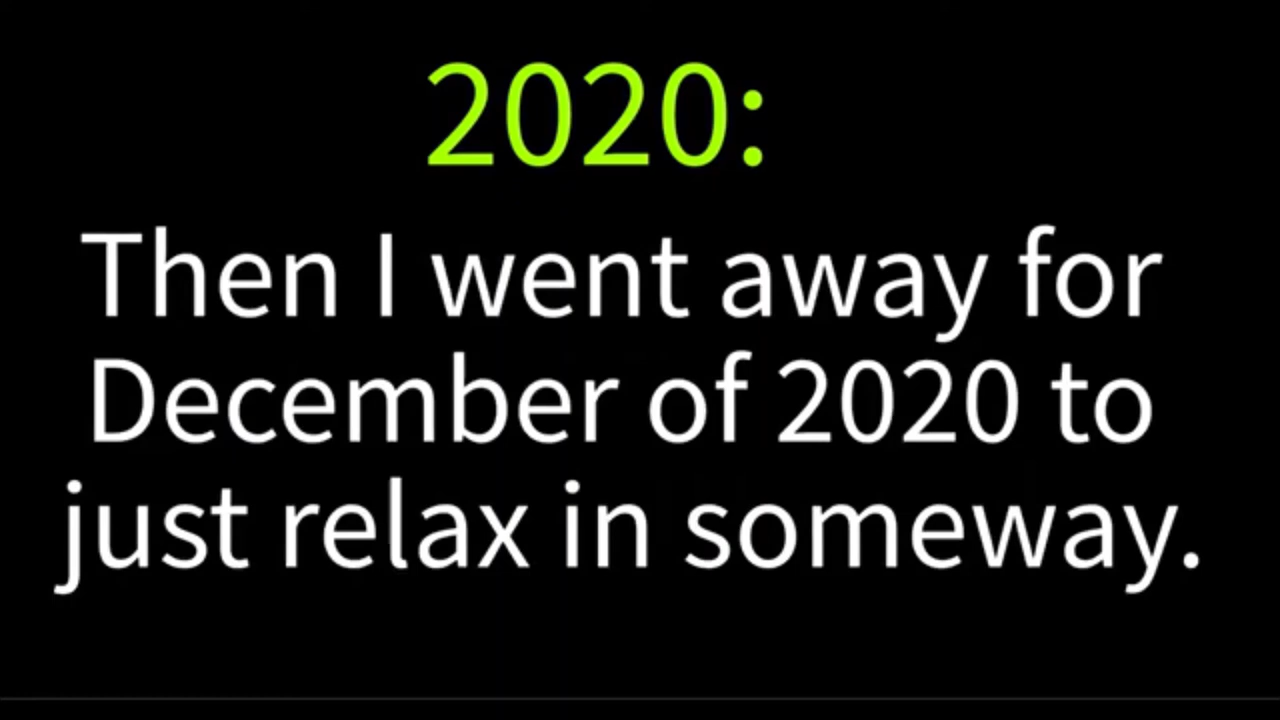 2020:
Then I went away for
December of 2020 to
just relax in someway.